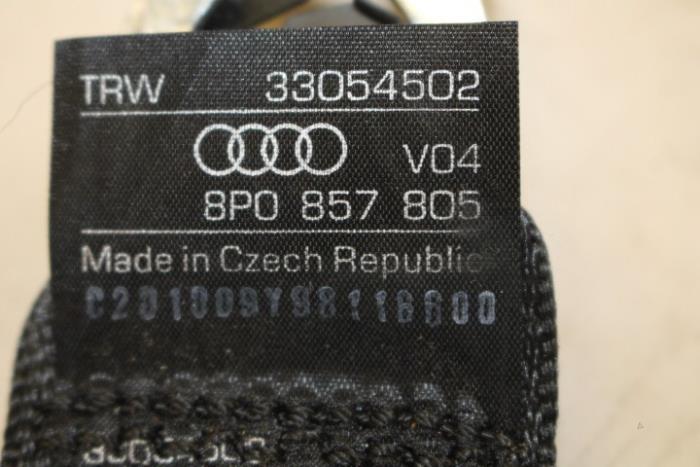 TRW 33054502
V04
8P0 857 805
Made in Czech Republic